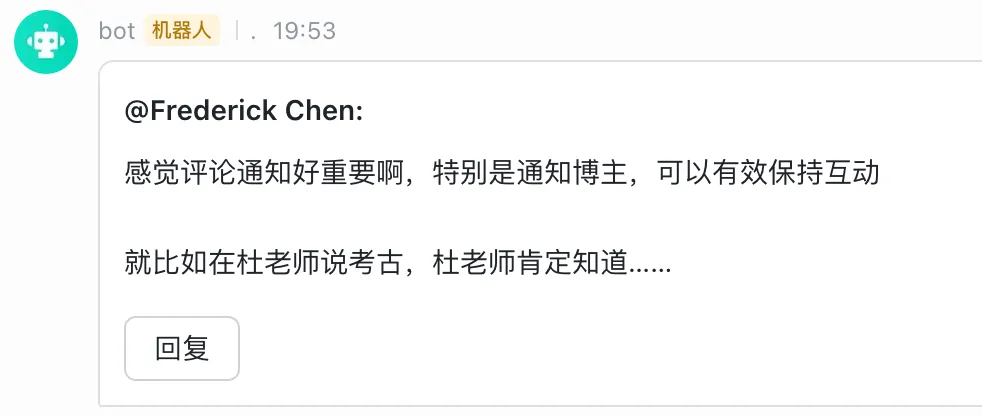 bot 机器人 | . 19:53
@Frederick Chen:
感觉评论通知好重要啊，特别是通知博主，可以有效保持互动
就比如在杜老师说考古，杜老师肯定知道……
回复